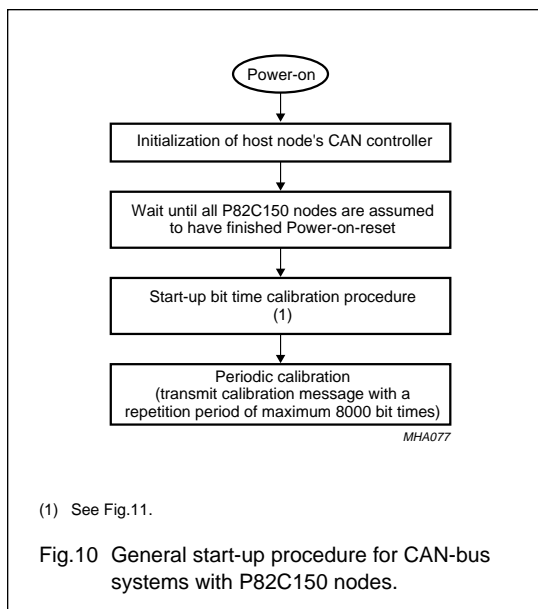 Power-on
Initialization of host node's CAN controller
Wait until all P82C150 nodes are assumed
to have finished Power-on-reset
Start-up bit time calibration procedure
(1)
Periodic calibration
(transmit calibration message with a
repetition period of maximum 8000 bit times)
MHA077
(1) See Fig.11.
Fig.10 General start-up procedure for CAN-bus
systems with P82C150 nodes.